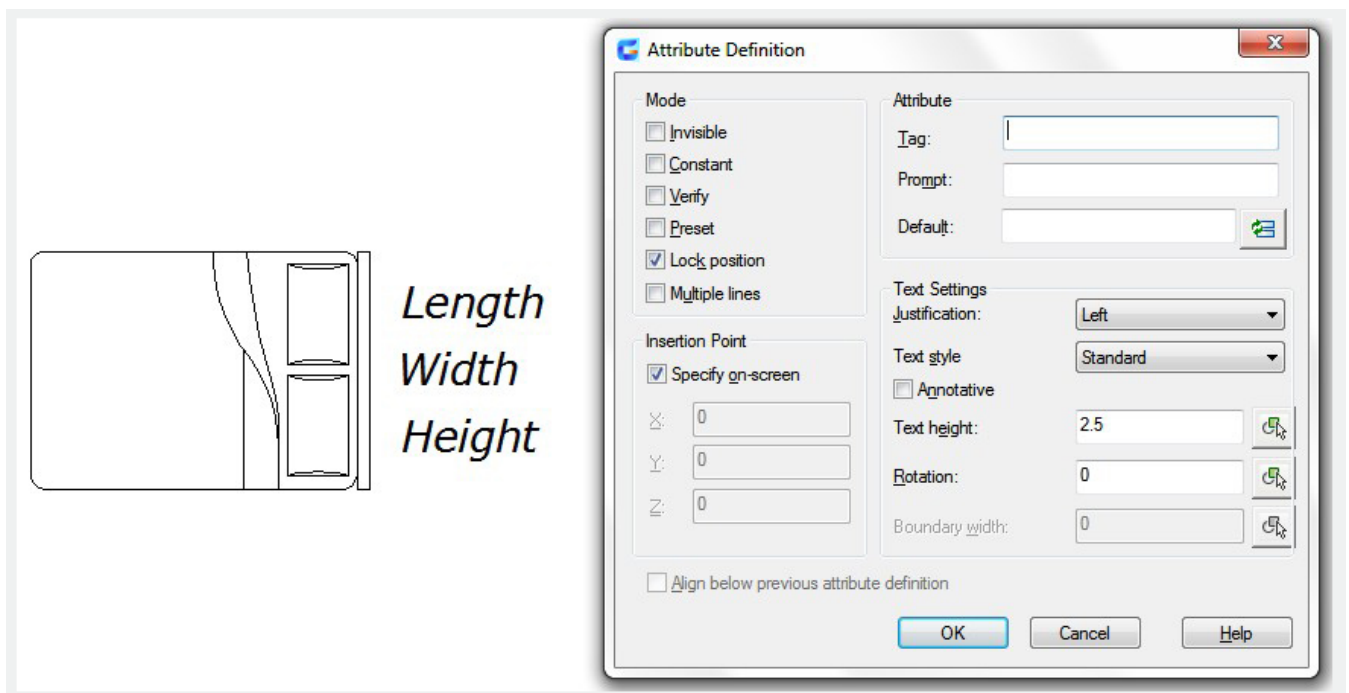 Length
Width
Height
Attribute Definition
Mode
Invisible
Constant
Verify
Preset
Lock position
Multiple lines
Insertion Point
Specify on-screen
X: 0
Y: 0
Z: 0
Attribute
Tag:
Prompt:
Default:
Text Settings
Justification: Left
Text style Standard
Annotative
Text height: 2.5
Rotation: 0
Boundary width: 0
Align below previous attribute definition
OK Cancel Help